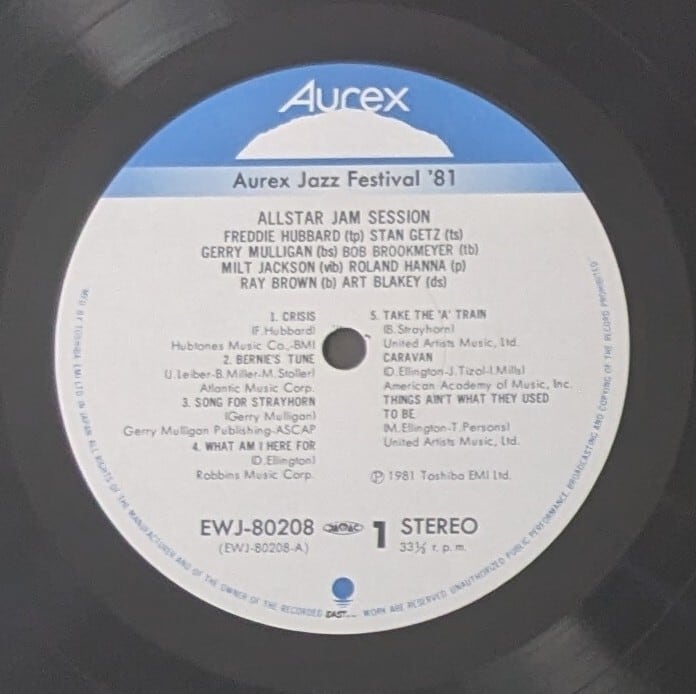 Aurex
Aurex Jazz Festival '81
ALLSTAR JAM SESSION
FREDDIE HUBBARD (tp) STAN GETZ (ts)
GERRY MULLIGAN (bs) BOB BROOKMEYER (tb)
MILT JACKSON (vib) ROLAND HANNA (p)
RAY BROWN (b) ART BLAKEY (ds)
1. CRISIS
(F.Hubbard)
Hubtones Music Co.,-BMI
2. BERNIE'S TUNE
(J.Leiber-B.Miller-M.Stoller)
Atlantic Music Corp.
3. SONG FOR STRAYHORN
(Gerry Mulligan)
Gerry Mulligan Publishing-ASCAP
4. WHAT AM I HERE FOR
(D.Ellington)
Robbins Music Corp.
5. TAKE THE 'A' TRAIN
(B.Strayhorn)
United Artists Music, Ltd.
CARAVAN
(D.Ellington-J.Tizol-I.Mills)
American Academy of Music, Inc.
THINGS AIN'T WHAT THEY USED
TO BE
(M.Ellington-T.Persons)
United Artists Music, Ltd.
Ⓟ 1981 Toshiba EMI Ltd.
EWJ-80208 1 STEREO
(EWJ-80208-A) 33⅓ r. p. m.
EAST
MFD BY TOSHIBA EMI LTD IN JAPAN ALL RIGHTS OF THE MANUFACTURER AND OF THE OWNER OF THE RECORDED WORK ARE RESERVED UNAUTHORIZED PUBLIC PERFORMANCE, BROADCASTING AND COPYING OF THE RECORD PROHIBITED